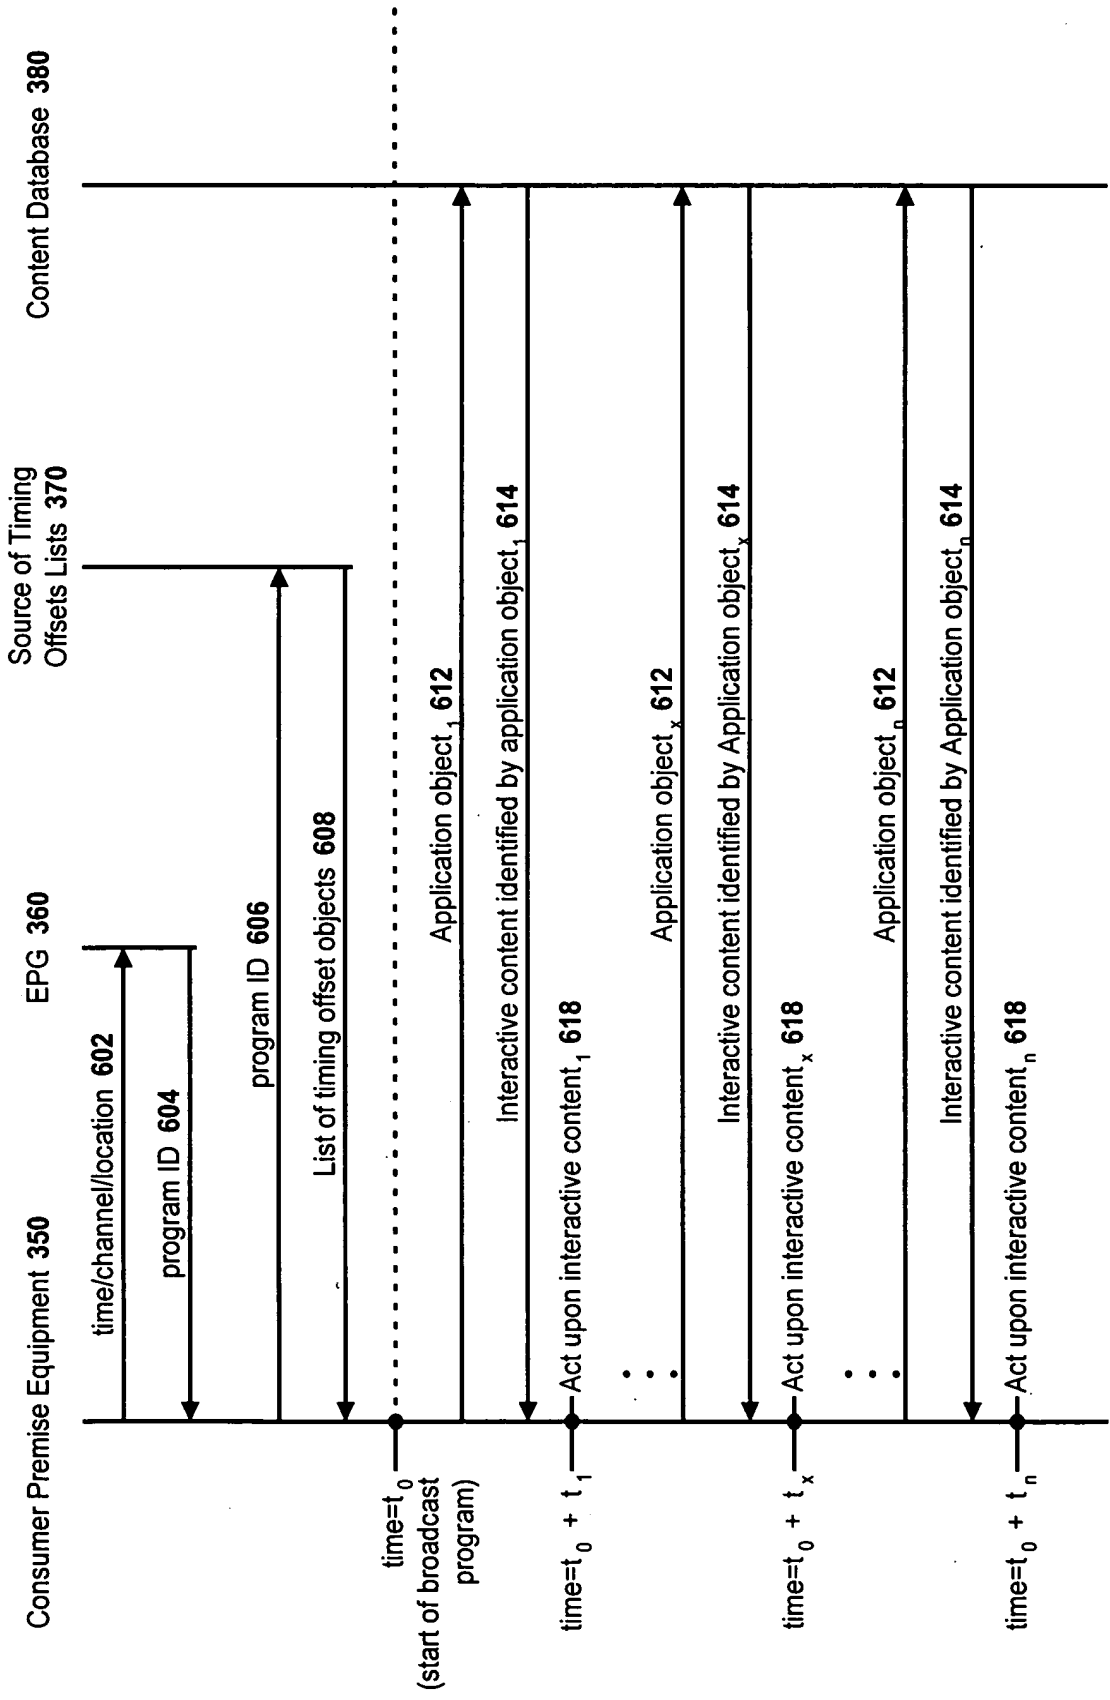 Consumer Premise Equipment 350
EPG 360
Source of Timing
Offsets Lists 370
Content Database 380
time/channel/location 602
program ID 604
program ID 606
List of timing offset objects 608
time=t0
(start of broadcast
program)
Application object1 612
Interactive content identified by application object1 614
time=t0 + t1
Act upon interactive content1 618
Application objectx 612
Interactive content identified by Application objectx 614
time=t0 + tx
Act upon interactive contentx 618
Application objectn 612
Interactive content identified by Application objectn 614
time=t0 + tn
Act upon interactive contentn 618